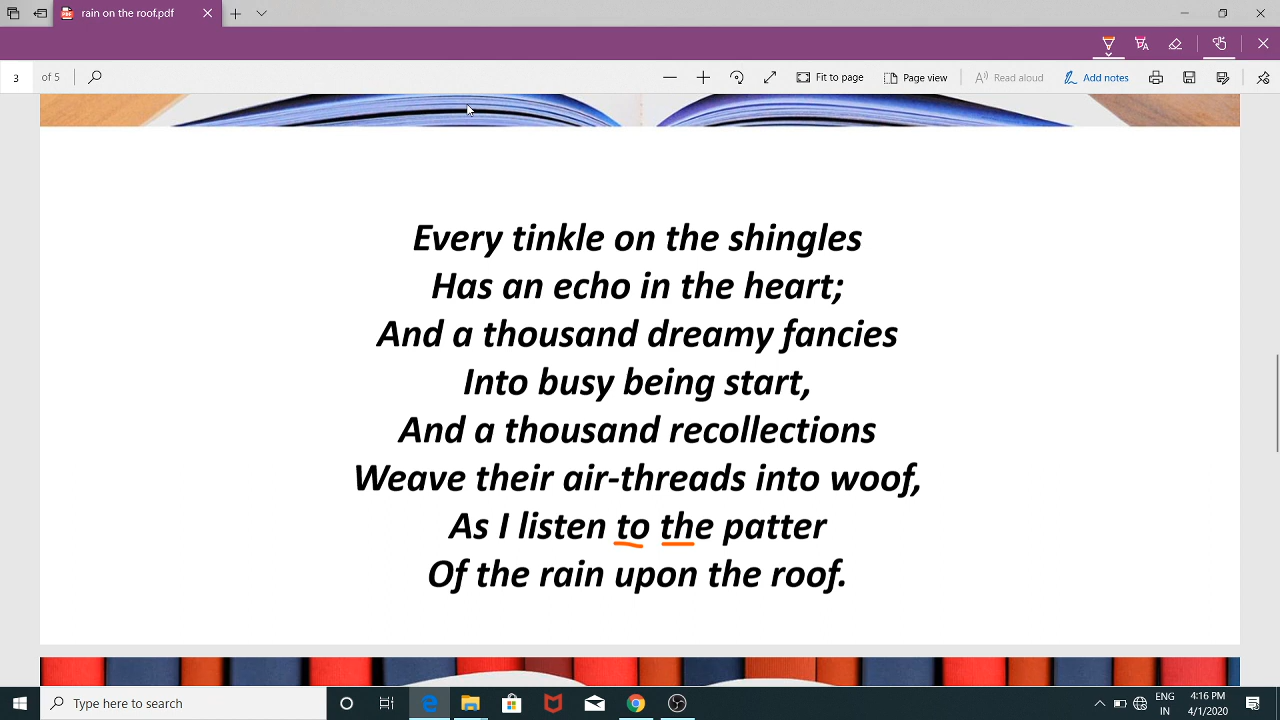 rain on the roof.pdf
3 of 5
Fit to page
Page view
Read aloud
Add notes
Every tinkle on the shingles
Has an echo in the heart;
And a thousand dreamy fancies
Into busy being start,
And a thousand recollections
Weave their air-threads into woof,
As I listen to the patter
Of the rain upon the roof.
Type here to search
ENG
IN
4:16 PM
4/1/2020